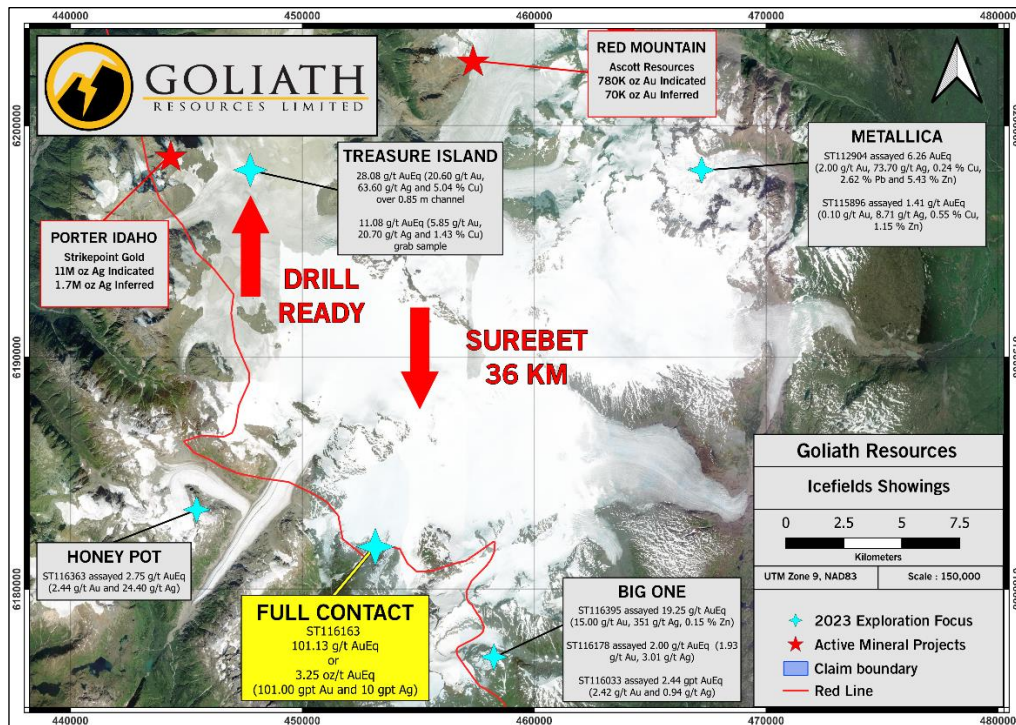 440000
450000
460000
470000
480000
GOLIATH
RESOURCES LIMITED
RED MOUNTAIN
Ascott Resources
780K oz Au Indicated
70K oz Au Inferred
6200000
6200000
TREASURE ISLAND
28.08 g/t AuEq (20.60 g/t Au,
63.60 g/t Ag and 5.04 % Cu)
over 0.85 m channel
11.08 g/t AuEq (5.85 g/t Au,
20.70 g/t Ag and 1.43 % Cu)
grab sample
METALLICA
ST112904 assayed 6.26 AuEq
(2.00 g/t Au, 73.70 g/t Ag, 0.24 % Cu,
2.62 % Pb and 5.43 % Zn)
ST115896 assayed 1.41 g/t AuEq
(0.10 g/t Au, 8.71 g/t Ag, 0.55 % Cu,
1.15 % Zn)
PORTER IDAHO
Strikepoint Gold
11M oz Ag Indicated
1.7M oz Ag Inferred
DRILL
READY
SUREBET
36 KM
6190000
6190000
HONEY POT
ST116363 assayed 2.75 g/t AuEq
(2.44 g/t Au and 24.40 g/t Ag)
FULL CONTACT
ST116163
101.13 g/t AuEq
or
3.25 oz/t AuEq
(101.00 gpt Au and 10 gpt Ag)
BIG ONE
ST116395 assayed 19.25 g/t AuEq
(15.00 g/t Au, 351 g/t Ag, 0.15 % Zn)
ST116178 assayed 2.00 g/t AuEq (1.93
g/t Au, 3.01 g/t Ag)
ST116033 assayed 2.44 gpt AuEq
(2.42 g/t Au and 0.94 g/t Ag)
6180000
6180000
Goliath Resources
Icefields Showings
0 2.5 5 7.5
Kilometers
UTM Zone 9, NAD83
Scale : 150,000
2023 Exploration Focus
Active Mineral Projects
Claim boundary
Red Line
440000
450000
460000
470000
480000